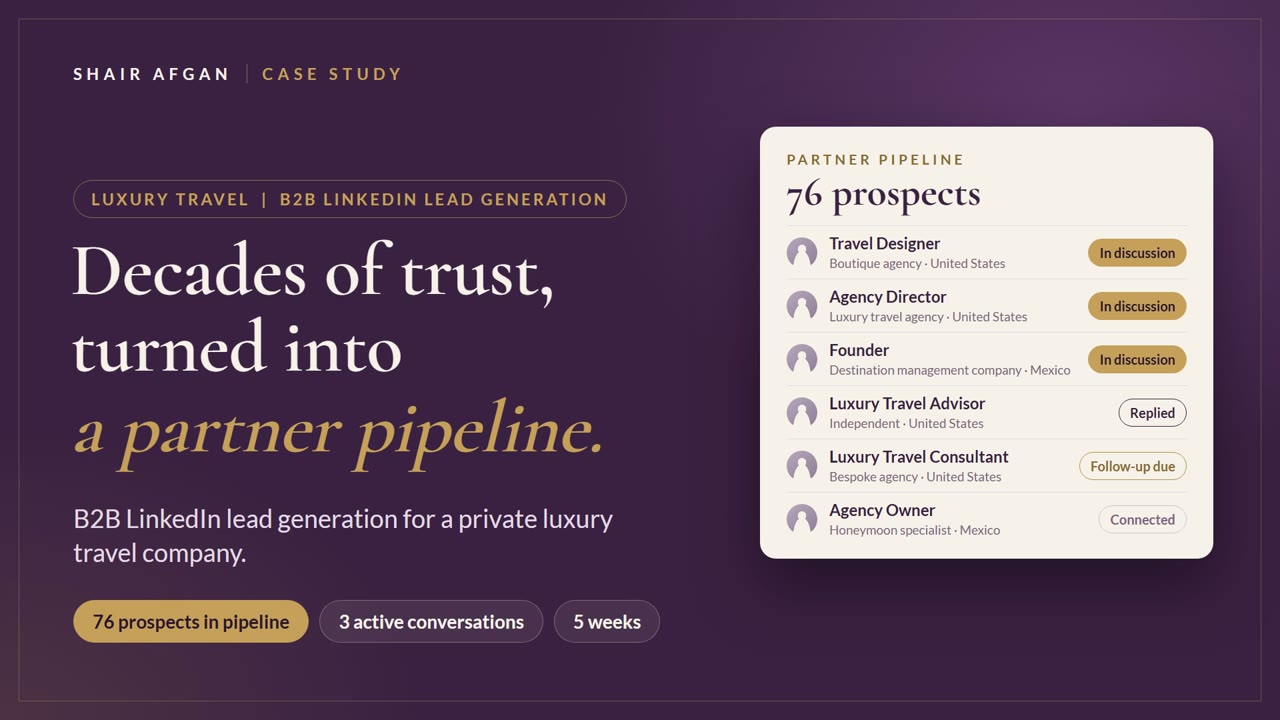 SHAIR AFGAN | CASE STUDY
LUXURY TRAVEL | B2B LINKEDIN LEAD GENERATION
Decades of trust,
turned into
a partner pipeline.
B2B LinkedIn lead generation for a private luxury
travel company.
76 prospects in pipeline
3 active conversations
5 weeks
PARTNER PIPELINE
76 prospects
Travel Designer
Boutique agency · United States
In discussion
Agency Director
Luxury travel agency · United States
In discussion
Founder
Destination management company · Mexico
In discussion
Luxury Travel Advisor
Independent · United States
Replied
Luxury Travel Consultant
Bespoke agency · United States
Follow-up due
Agency Owner
Honeymoon specialist · Mexico
Connected